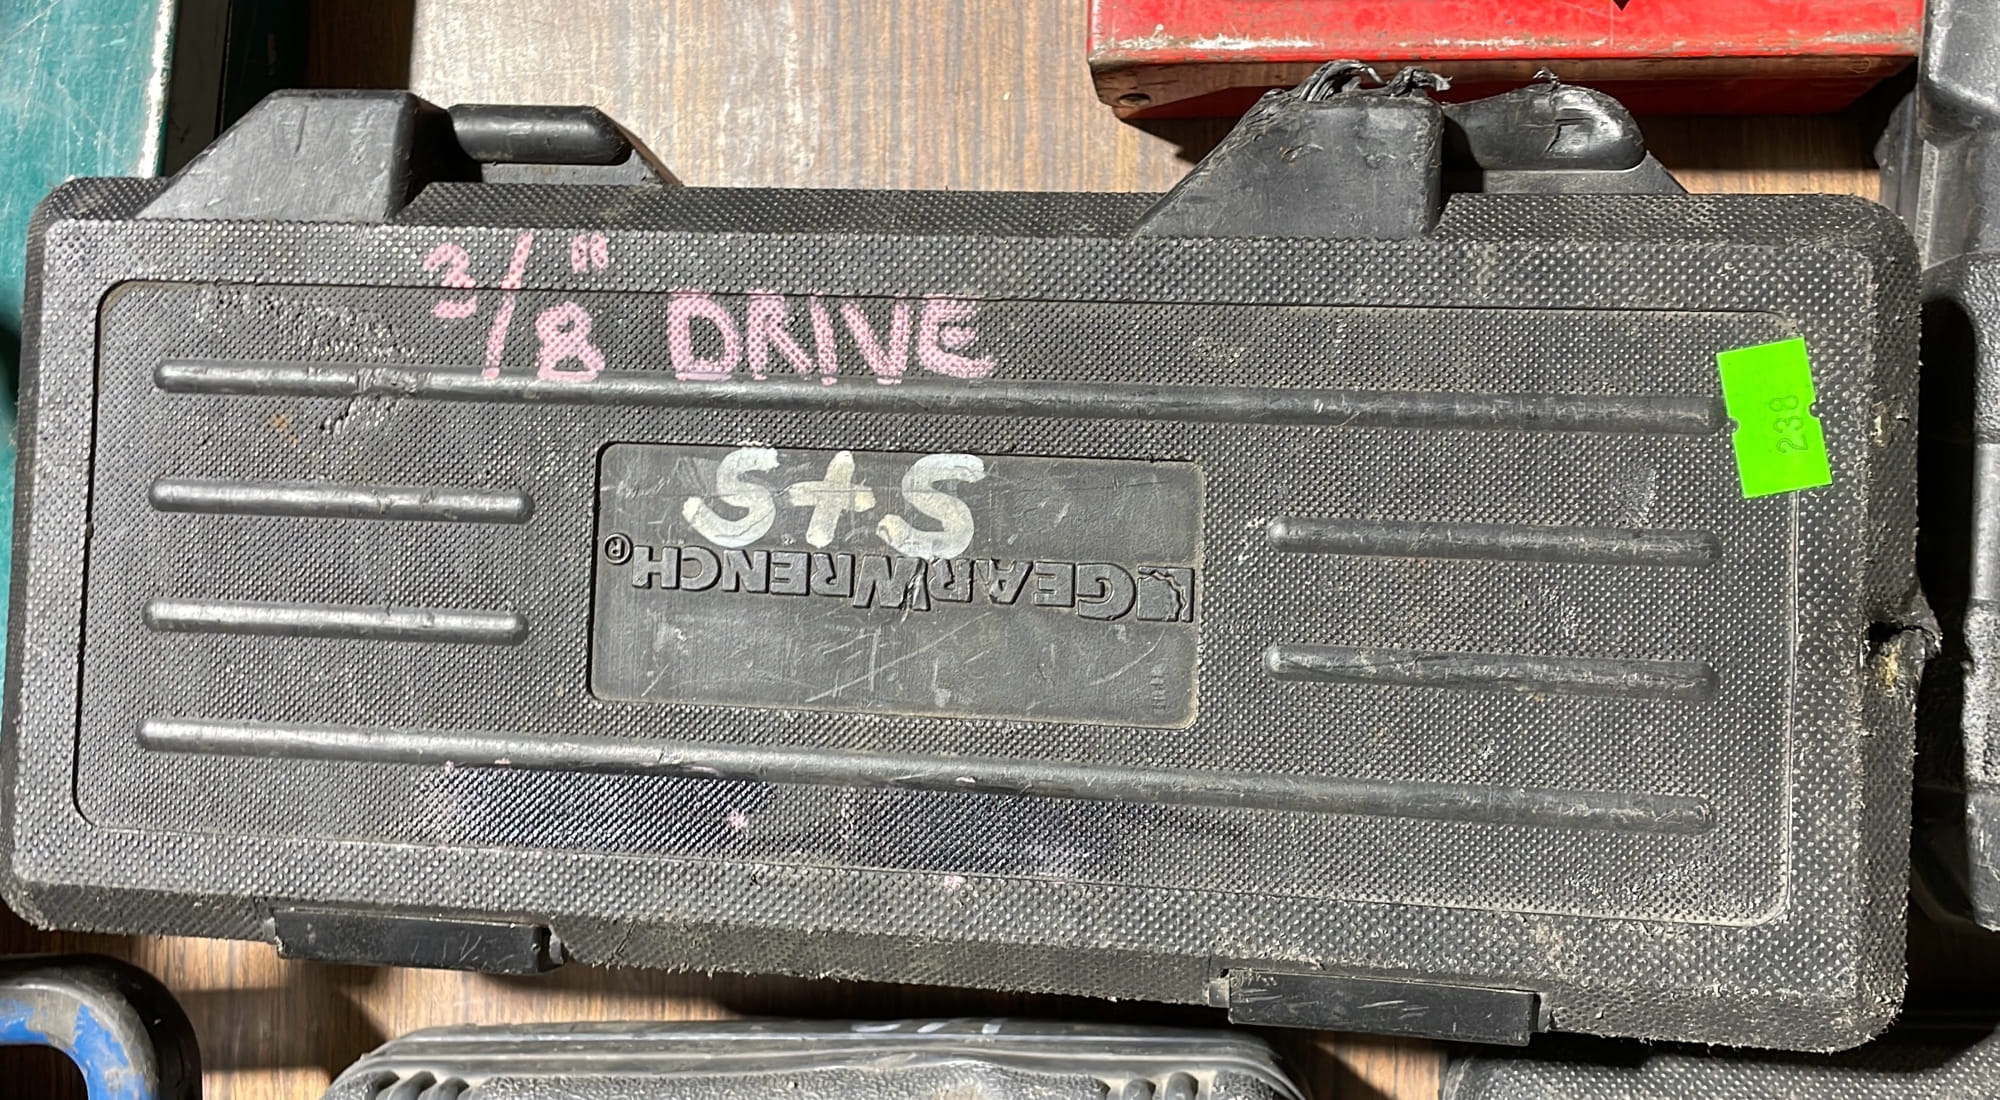 3/8" DRIVE
S+S
GEARWRENCH®
238